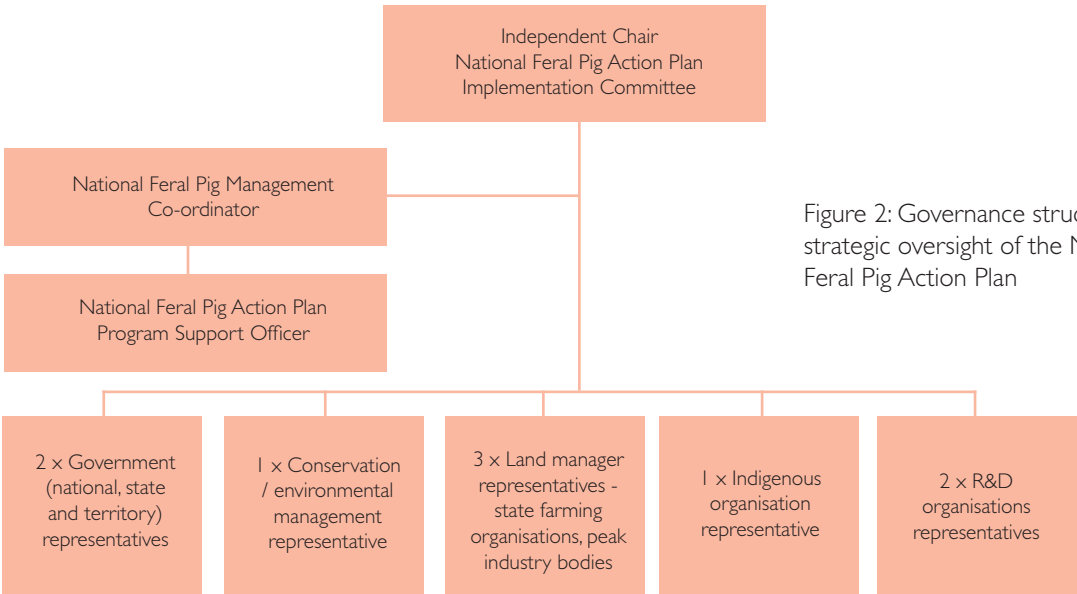 Independent Chair
National Feral Pig Action Plan
Implementation Committee
National Feral Pig Management
Co-ordinator
Figure 2: Governance
strategic oversight of the
Feral Pig Action Plan
National Feral Pig Action Plan
Program Support Officer
2 x Government
(national, state
and territory)
representatives
1 x Conservation
/ environmental
management
representative
3 x Land manager
representatives -
state farming
organisations, peak
industry bodies
1 x Indigenous
organisation
representative
2 x R&D
organisations
representatives